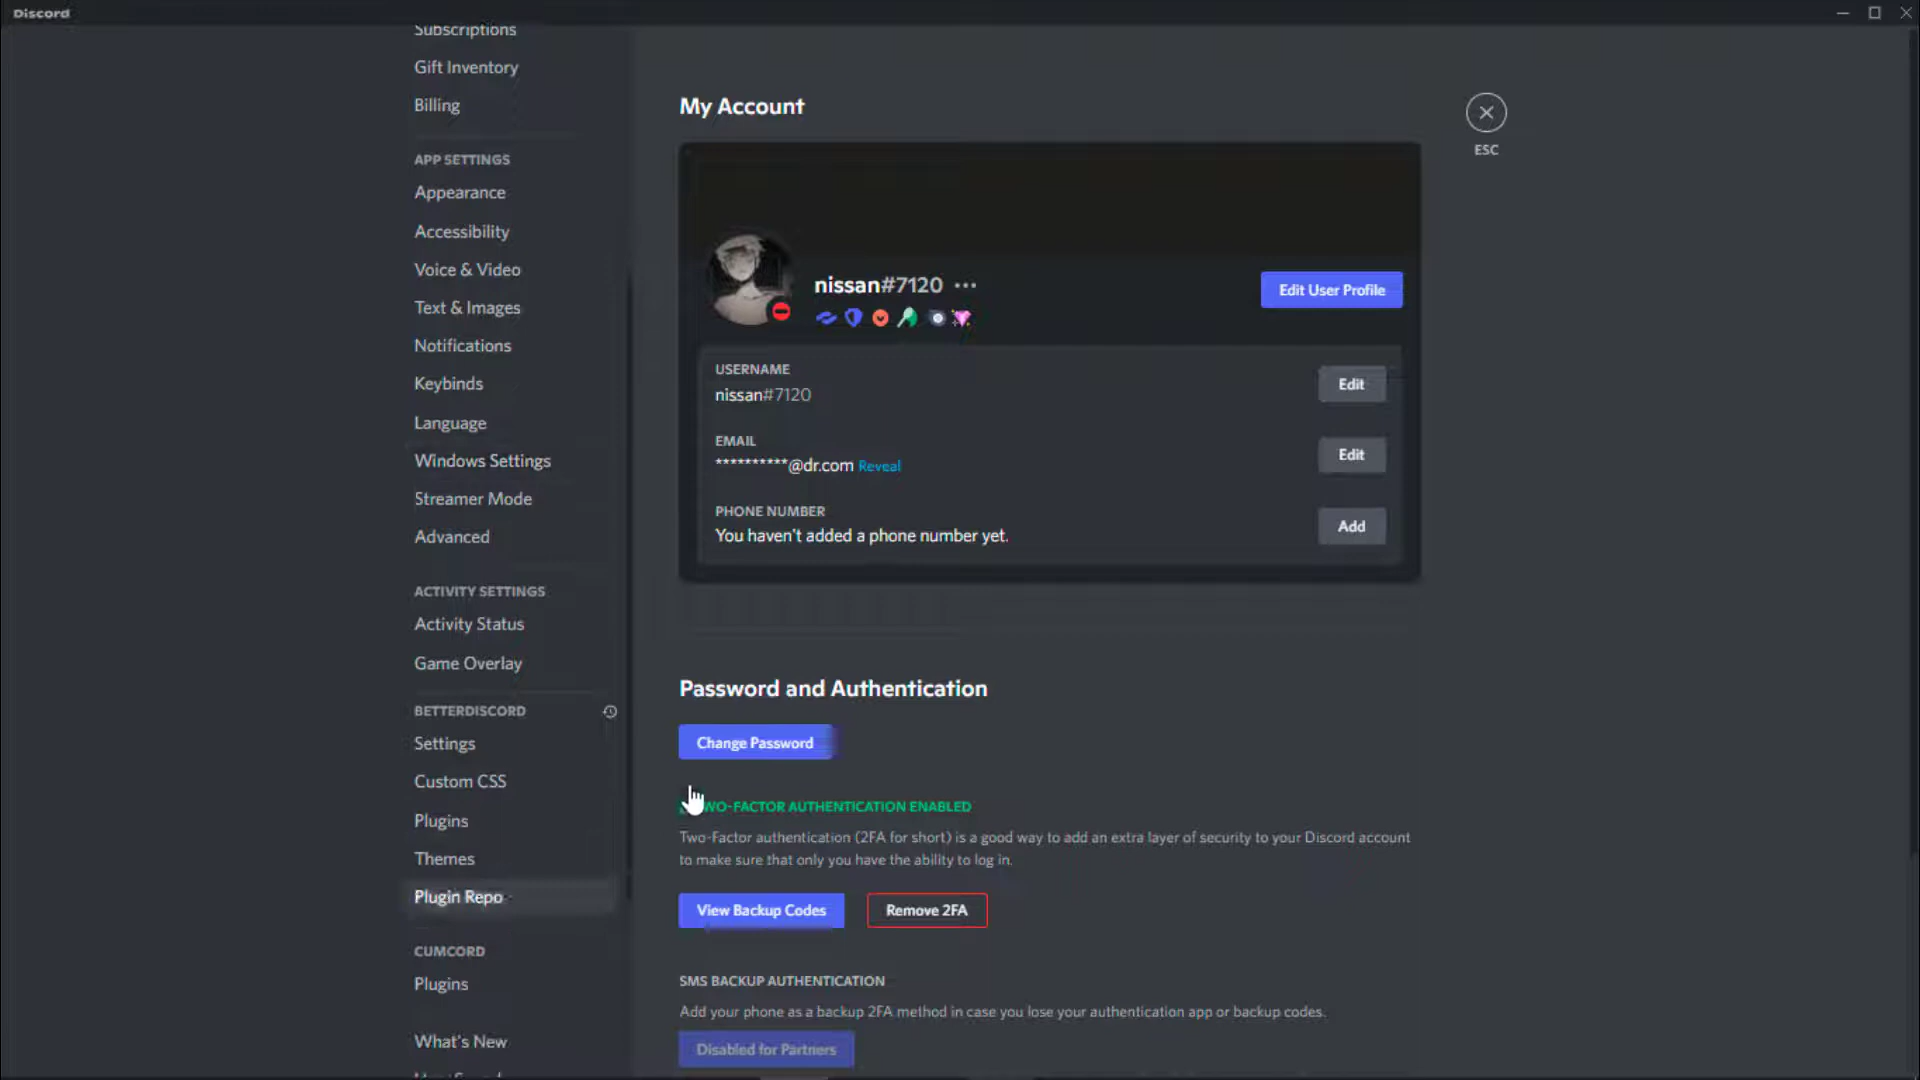 Discord
Subscriptions
Gift Inventory
Billing
APP SETTINGS
Appearance
Accessibility
Voice & Video
Text & Images
Notifications
Keybinds
Language
Windows Settings
Streamer Mode
Advanced
ACTIVITY SETTINGS
Activity Status
Game Overlay
BETTERDISCORD
Settings
Custom CSS
Plugins
Themes
Plugin Repo
CUMCORD
Plugins
What's New
My Account
ESC
nissan#7120
Edit User Profile
USERNAME
nissan#7120
Edit
EMAIL
**********@dr.com Reveal
Edit
PHONE NUMBER
You haven't added a phone number yet.
Add
Password and Authentication
Change Password
WO-FACTOR AUTHENTICATION ENABLED
Two-Factor authentication (2FA for short) is a good way to add an extra layer of security to your Discord account
to make sure that only you have the ability to log in.
View Backup Codes
Remove 2FA
SMS BACKUP AUTHENTICATION
Add your phone as a backup 2FA method in case you lose your authentication app or backup codes.
Disabled for Partners